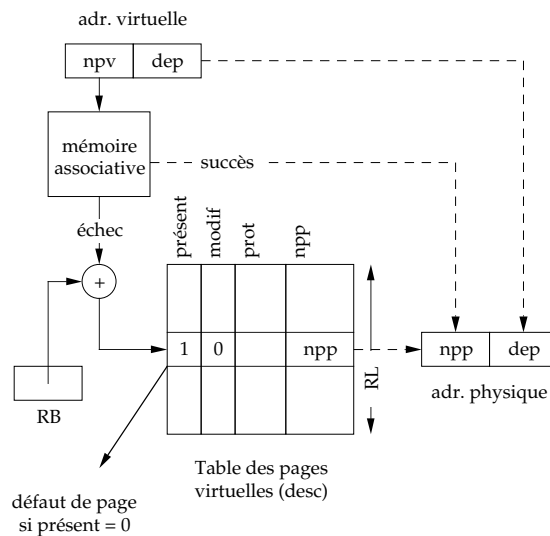 adr. virtuelle
npv dep
mémoire
associative
succès
échec
présent
modif
prot
npp
+
1 0 npp
RL
npp dep
adr. physique
RB
Table des pages
virtuelles (desc)
défaut de page
si présent = 0